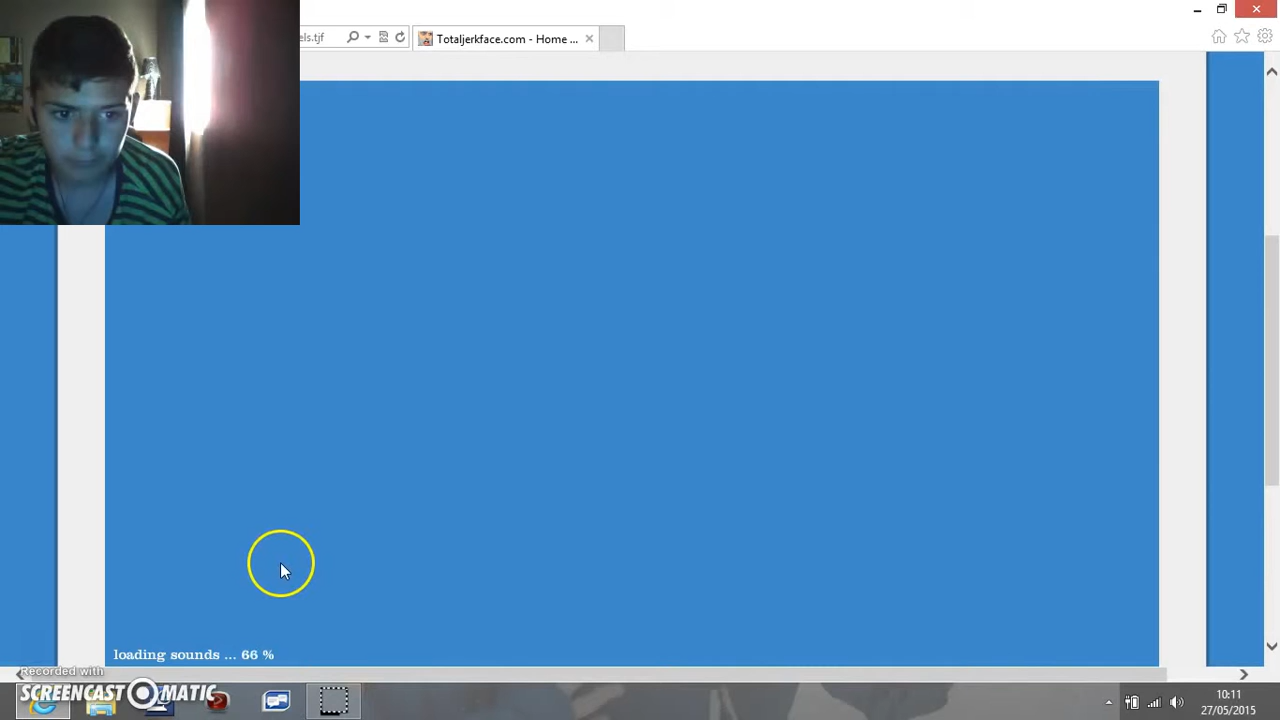 els.tjf
Totaljerkface.com - Home ...
loading sounds ... 66 %
Recorded with
SCREENCAST MATIC
10:11
27/05/2015